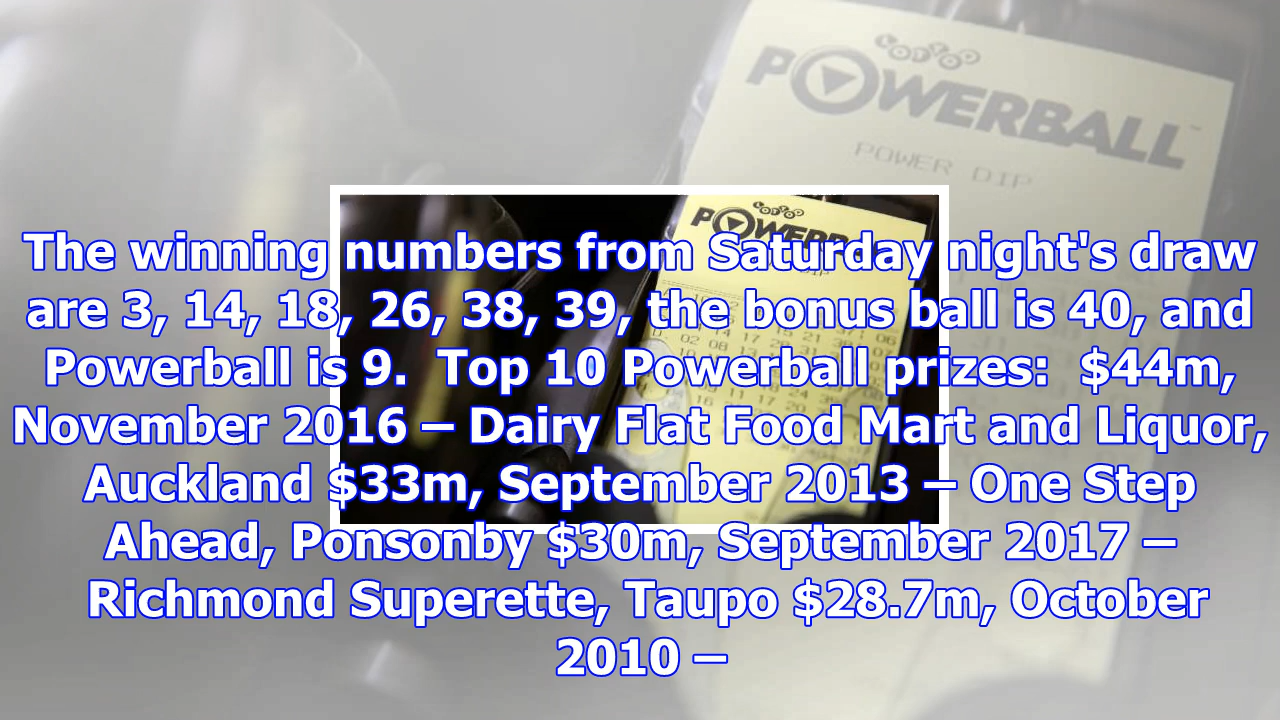 LOTTO
POWERBALL
POWER DIP
The winning numbers from Saturday night's draw
are 3, 14, 18, 26, 38, 39, the bonus ball is 40, and
Powerball is 9.  Top 10 Powerball prizes:  $44m,
November 2016 – Dairy Flat Food Mart and Liquor,
Auckland $33m, September 2013 – One Step
Ahead, Ponsonby $30m, September 2017 –
Richmond Superette, Taupo $28.7m, October
2010 –